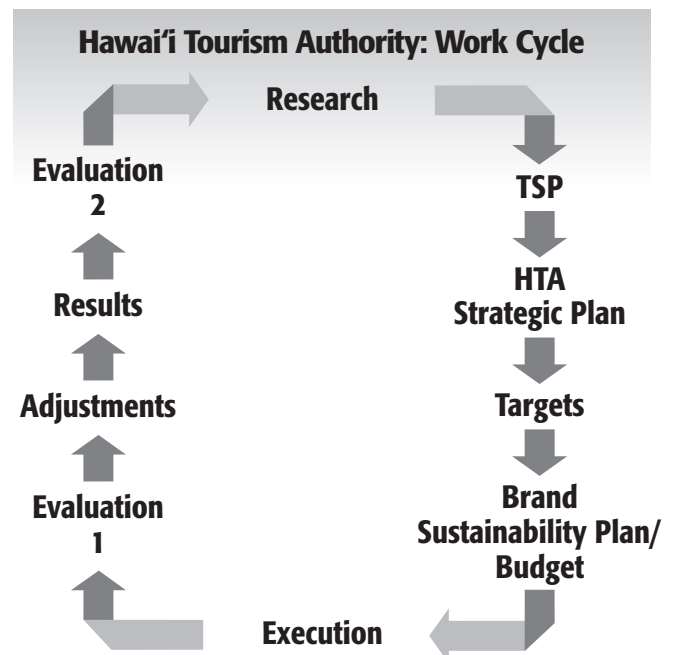 Hawai‘i Tourism Authority: Work Cycle
Research
TSP
HTA
Strategic Plan
Targets
Brand
Sustainability Plan/
Budget
Execution
Evaluation
1
Adjustments
Results
Evaluation
2